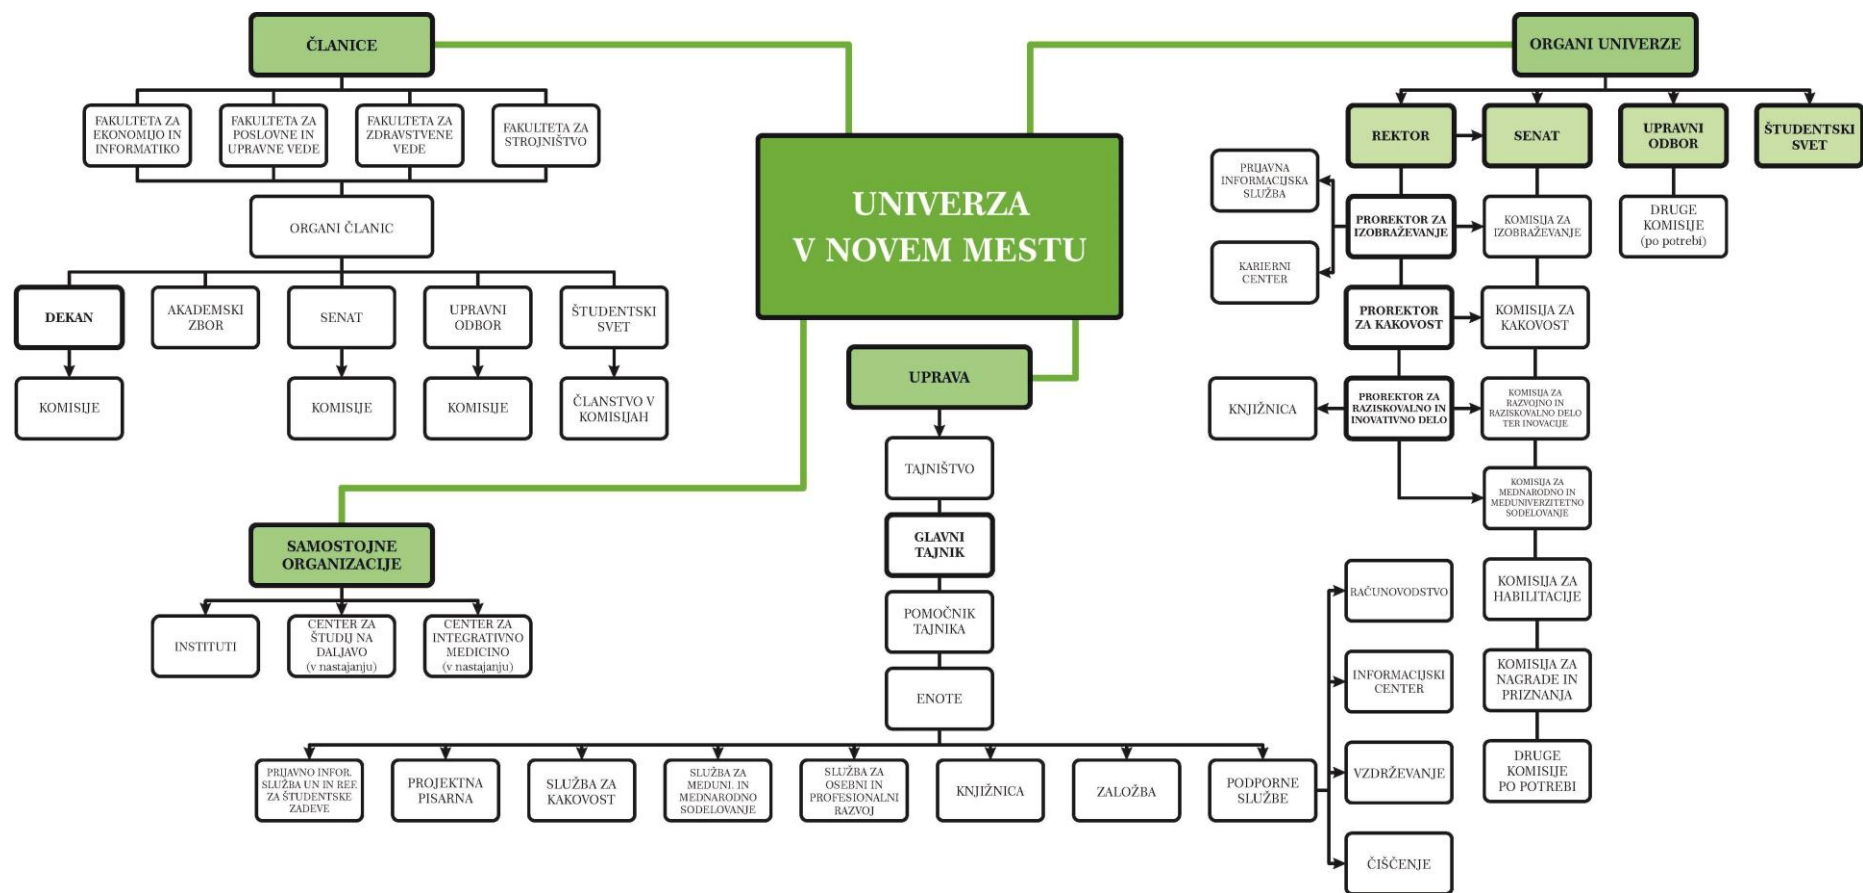 ČLANICE
FAKULTETA ZA
EKONOMIJO IN
INFORMATIKO
FAKULTETA ZA
POSLOVNE IN
UPRAVNE VEDE
FAKULTETA ZA
ZDRAVSTVENE
VEDE
FAKULTETA ZA
STROJNIŠTVO
ORGANI ČLANIC
DEKAN
AKADEMSKI
ZBOR
SENAT
UPRAVNI
ODBOR
ŠTUDENTSKI
SVET
KOMISIJE
KOMISIJE
KOMISIJE
ČLANSTVO V
KOMISIJAH
UNIVERZA
V NOVEM MESTU
ORGANI UNIVERZE
REKTOR
SENAT
UPRAVNI
ODBOR
ŠTUDENTSKI
SVET
PRIJAVNA
INFORMACIJSKA
SLUŽBA
KARIERNI
CENTER
PROREKTOR ZA
IZOBRAŽEVANJE
KOMISIJA ZA
IZOBRAŽEVANJE
DRUGE
KOMISIJE
(po potrebi)
PROREKTOR
ZA KAKOVOST
KOMISIJA ZA
KAKOVOST
KNJIŽNICA
PROREKTOR ZA
RAZISKOVALNO IN
INOVATIVNO DELO
KOMISIJA ZA
RAZVOJNO IN
RAZISKOVALNO DELO
TER INOVACIJE
KOMISIJA ZA
MEDNARODNO IN
MEDUNIVERZITETNO
SODELOVANJE
KOMISIJA ZA
HABILITACIJE
KOMISIJA ZA
NAGRADE IN
PRIZNANJA
DRUGE
KOMISIJE
PO POTREBI
SAMOSTOJNE
ORGANIZACIJE
INSTITUTI
CENTER ZA
ŠTUDIJ NA
DALJAVO
(v nastajanju)
CENTER ZA
INTEGRATIVNO
MEDICINO
(v nastajanju)
UPRAVA
TAJNIŠTVO
GLAVNI
TAJNIK
POMOČNIK
TAJNIKA
ENOTE
PRIJAVNO INFOR.
SLUŽBA UN IN REF.
ZA ŠTUDENTSKE
ZADEVE
PROJEKTNA
PISARNA
SLUŽBA ZA
KAKOVOST
SLUŽBA ZA
MEDUNI. IN
MEDNARODNO
SODELOVANJE
SLUŽBA ZA
OSEBNI IN
PROFESIONALNI
RAZVOJ
KNJIŽNICA
ZALOŽBA
PODPORNE
SLUŽBE
RAČUNOVODSTVO
INFORMACIJSKI
CENTER
VZDRŽEVANJE
ČIŠČENJE